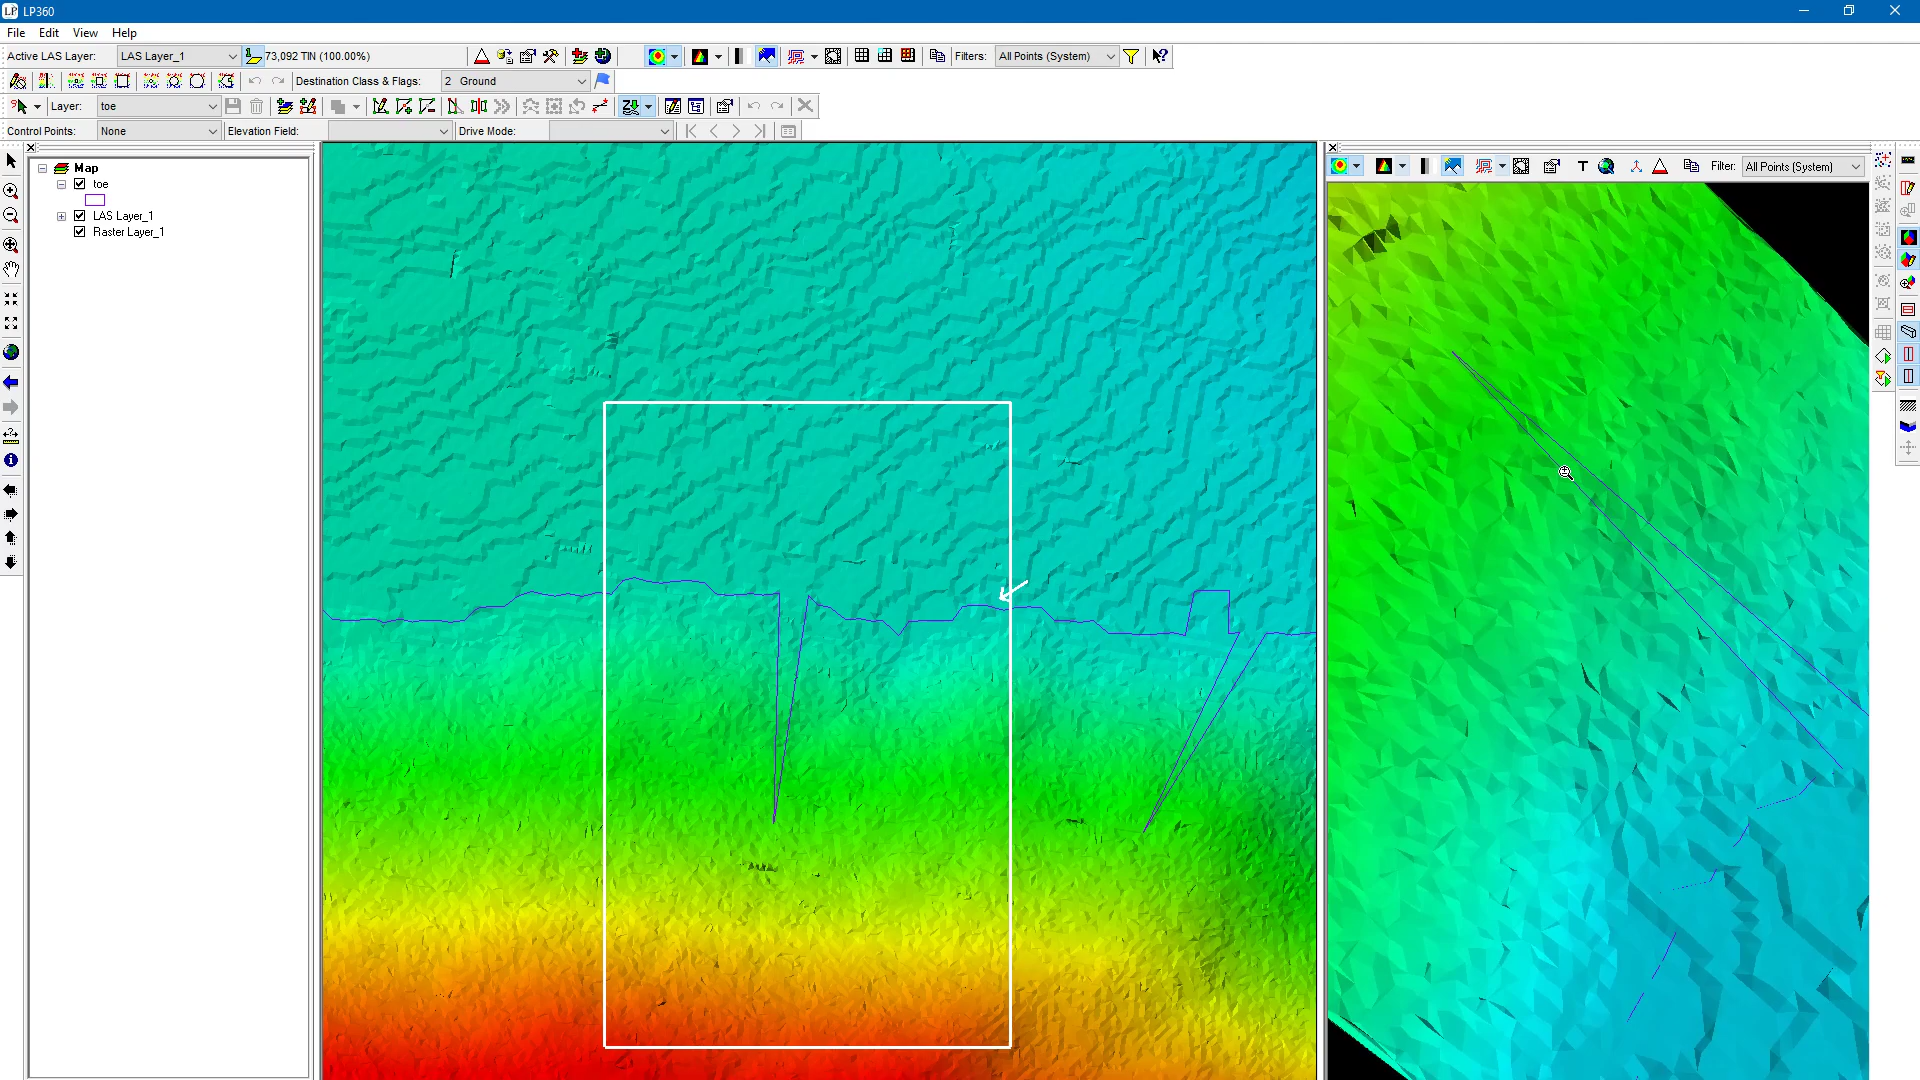 LP LP360
File Edit View Help
Active LAS Layer: LAS Layer_1 73,092 TIN (100.00%) Filters: All Points (System)
Destination Class & Flags: 2 Ground
Layer: toe
Control Points: None Elevation Field: Drive Mode:
Map
toe
LAS Layer_1
Raster Layer_1
T Filter: All Points (System)